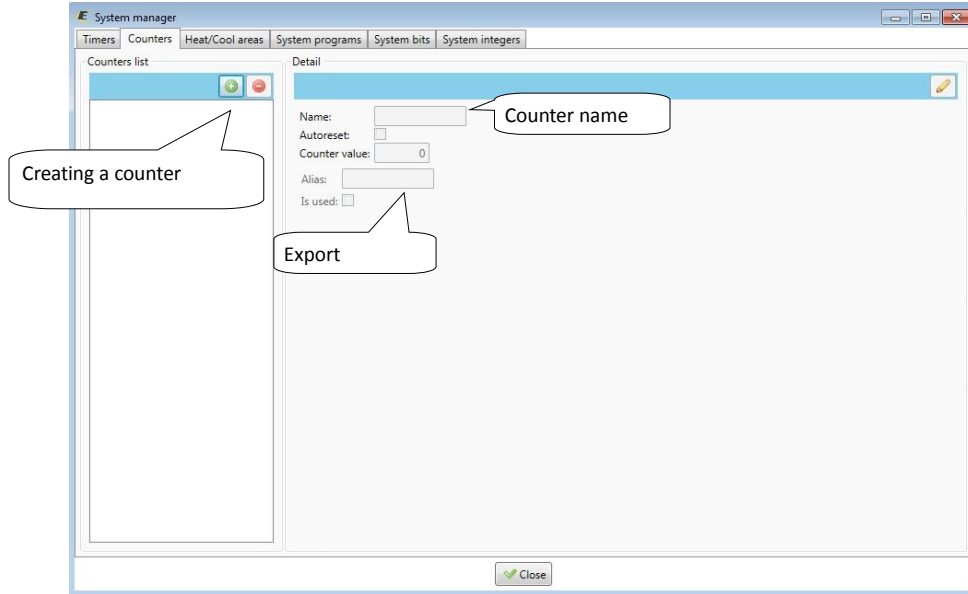 System manager
Timers Counters Heat/Cool areas System programs System bits System integers
Counters list
Detail
Name:
Counter name
Autoreset:
Counter value: 0
Creating a counter
Alias:
Is used:
Export
Close